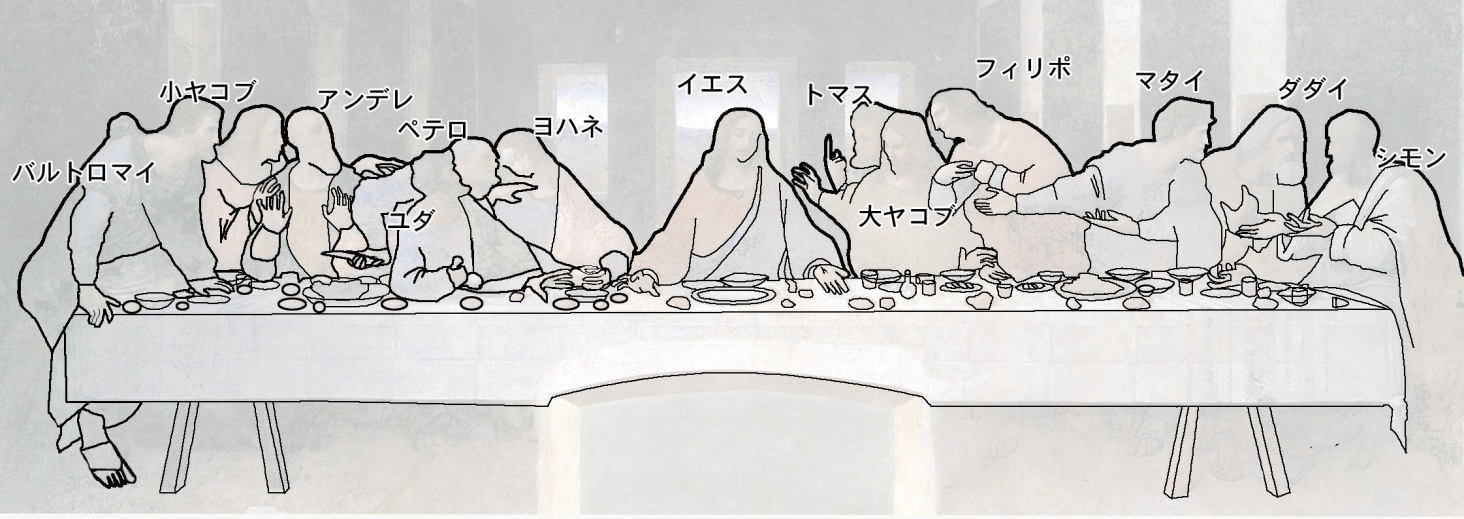 バルトロマイ
小ヤコブ
アンデレ
ペテロ
ユダ
ヨハネ
イエス
トマス
大ヤコブ
フィリポ
マタイ
ダダイ
シモン